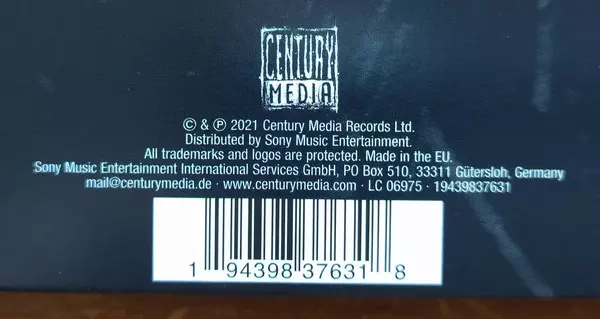 CENTURY
MEDIA
© & ℗ 2021 Century Media Records Ltd.
Distributed by Sony Music Entertainment.
All trademarks and logos are protected. Made in the EU.
Sony Music Entertainment International Services GmbH, PO Box 510, 33311 Gütersloh, Germany
mail@centurymedia.de · www.centurymedia.com · LC 06975 · 19439837631
1 94398 37631 8